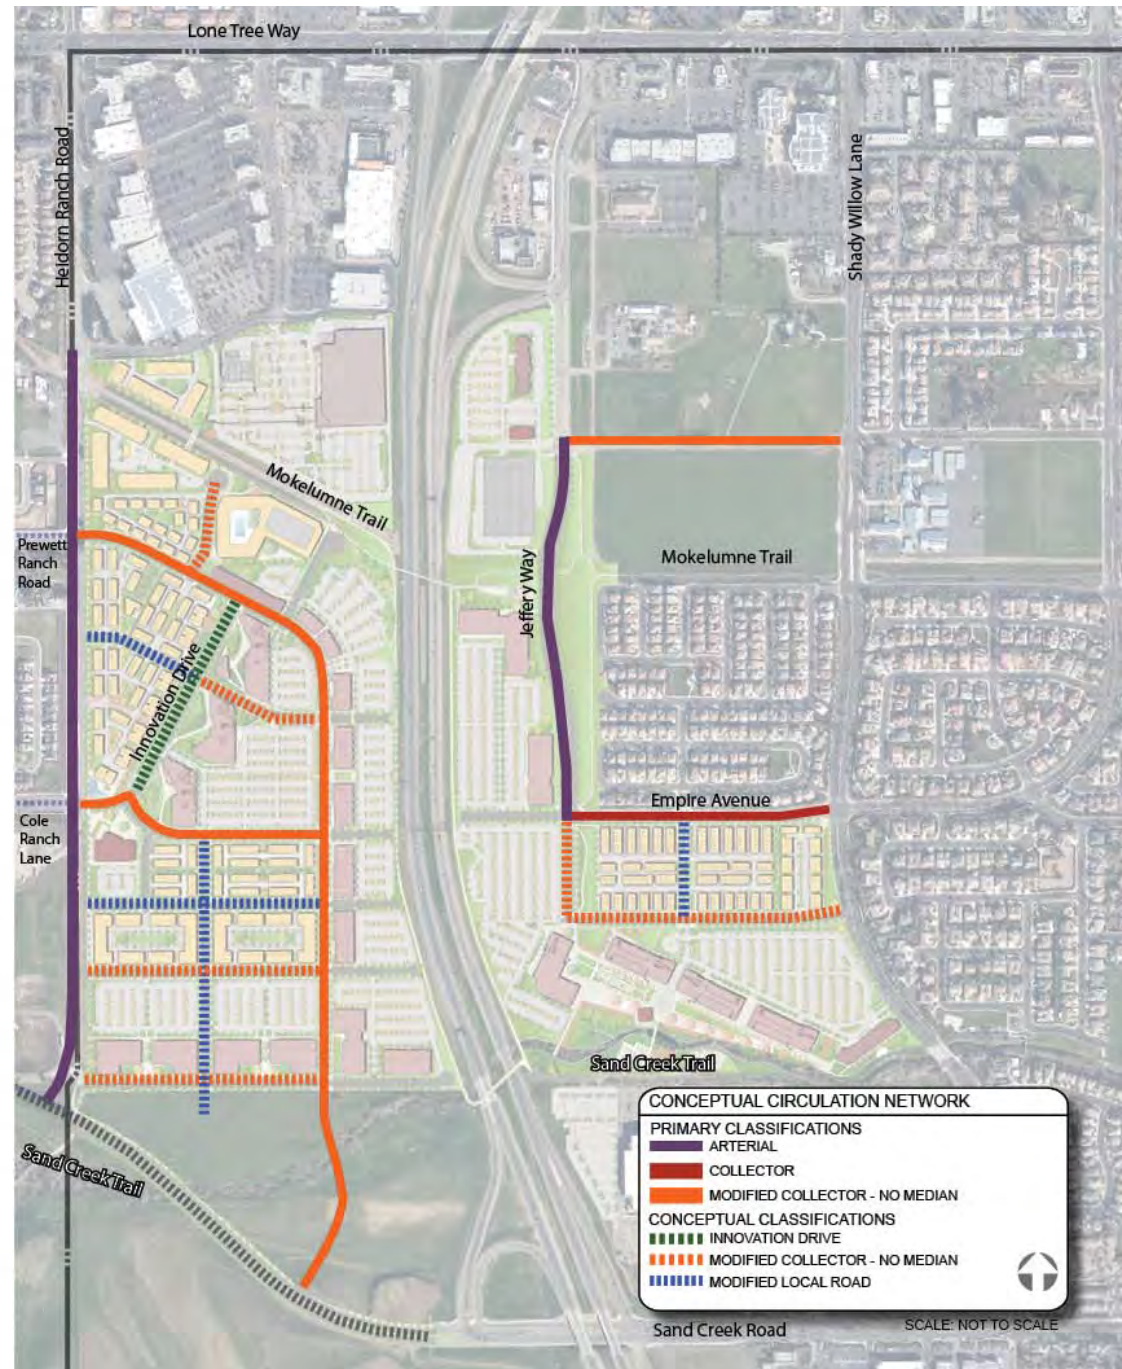 Lone Tree Way
Heidorn Ranch Road
Shady Willow Lane
Mokelumne Trail
Prewett
Ranch
Road
Jeffery Way
Mokelumne Trail
Innovation Drive
Empire Avenue
Cole
Ranch
Lane
Sand Creek Trail
Sand Creek Trail
CONCEPTUAL CIRCULATION NETWORK
PRIMARY CLASSIFICATIONS
ARTERIAL
COLLECTOR
MODIFIED COLLECTOR - NO MEDIAN
CONCEPTUAL CLASSIFICATIONS
INNOVATION DRIVE
MODIFIED COLLECTOR - NO MEDIAN
MODIFIED LOCAL ROAD
Sand Creek Road
SCALE: NOT TO SCALE